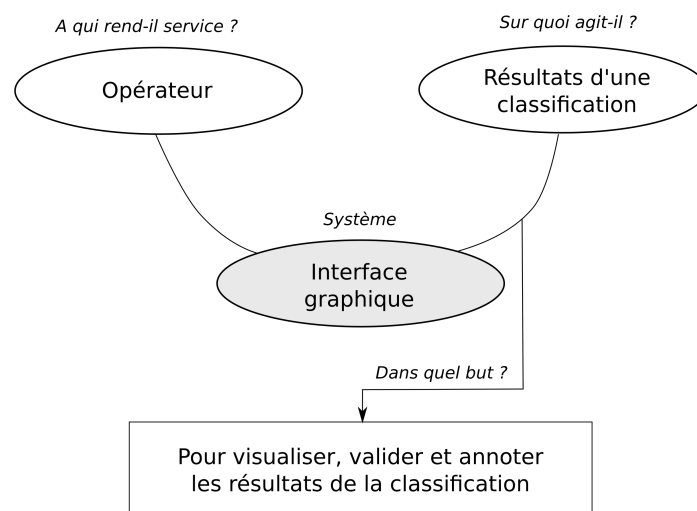 A qui rend-il service ?
Sur quoi agit-il ?
Opérateur
Résultats d'une
classification
Système
Interface
graphique
Dans quel but ?
Pour visualiser, valider et annoter
les résultats de la classification